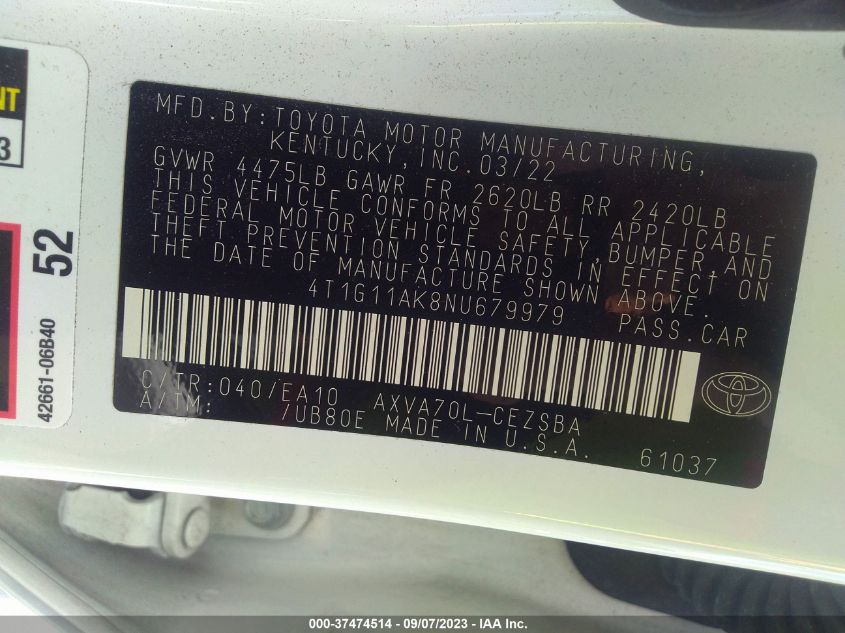 NT
3
52
42661-06B40
MFD.BY:TOYOTA MOTOR MANUFACTURING,
KENTUCKY,INC.03/22
GVWR 4475LB GAWR FR 2620LB RR 2420LB
THIS VEHICLE CONFORMS TO ALL APPLICABLE
FEDERAL MOTOR VEHICLE SAFETY,BUMPER,AND
THEFT PREVENTION STANDARDS IN EFFECT ON
THE DATE OF MANUFACTURE SHOWN ABOVE.
4T1G11AK8NU679979 PASS.CAR
C/TR:040/EA10 AXVA70L-CEZSBA
A/TM: /UB80E MADE IN U.S.A.
61037
000-37474514 - 09/07/2023 - IAA Inc.